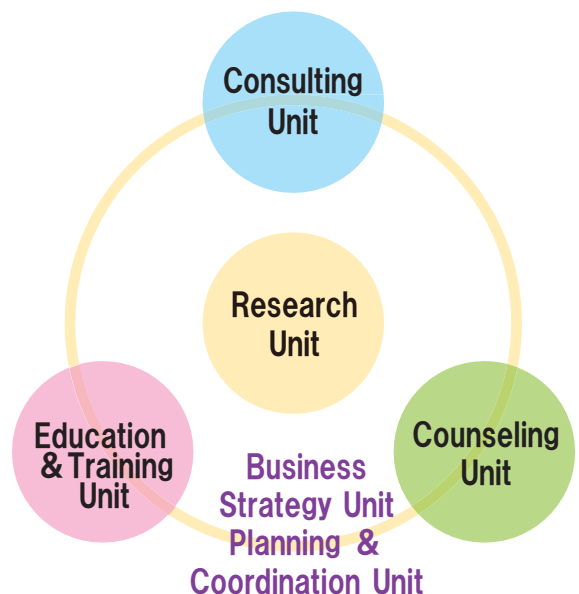 Consulting
Unit
Research
Unit
Education
& Training
Unit
Counseling
Unit
Business
Strategy Unit
Planning &
Coordination Unit